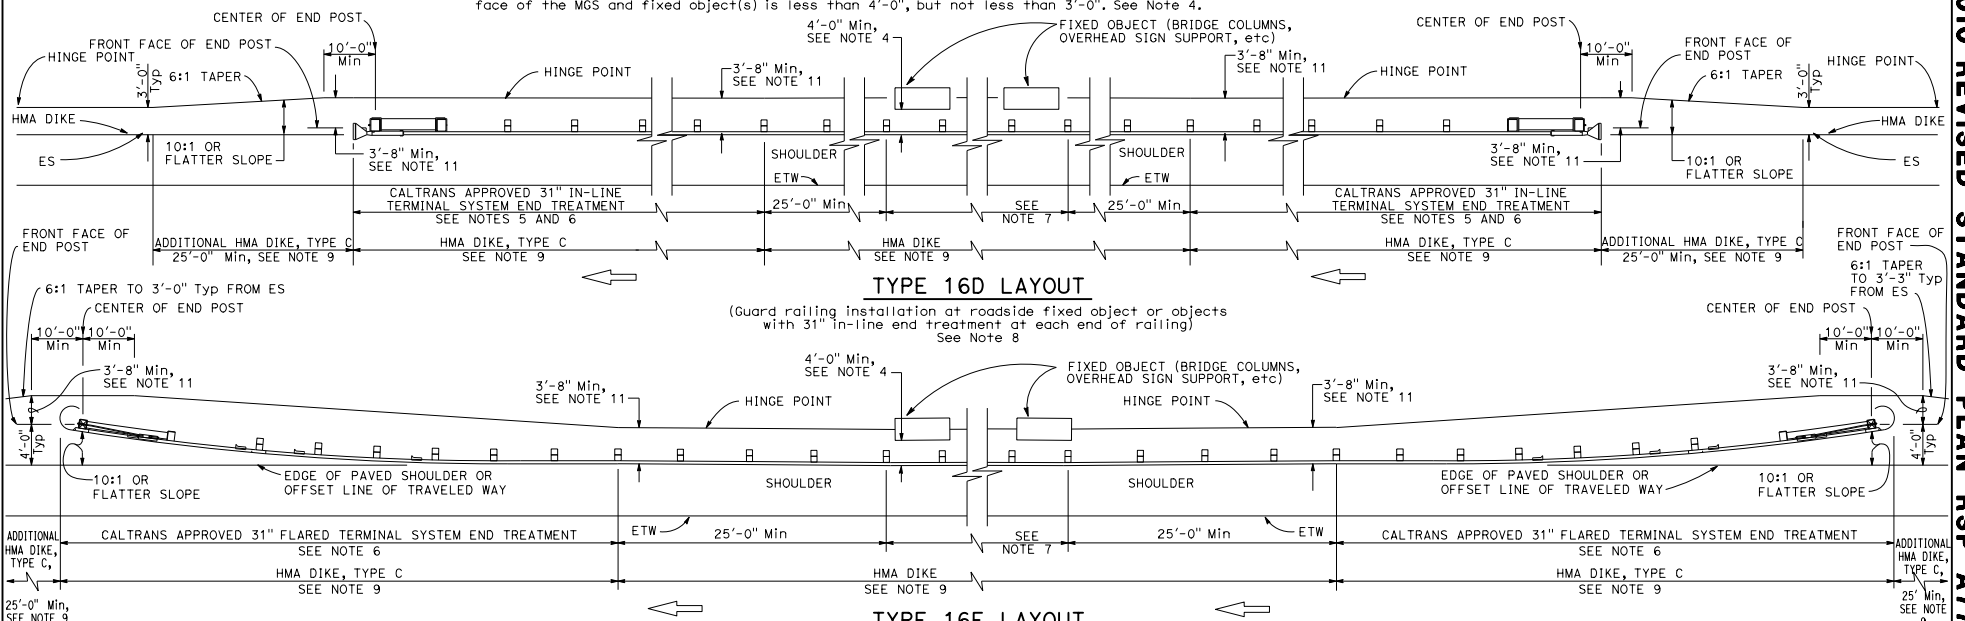 face of the MGS and fixed object(s) is less than 4'-0", but not less than 3'-0". See Note 4.
CENTER OF END POST
FRONT FACE OF END POST
HINGE POINT
10'-0"
Min
3'-0"
Typ
6:1 TAPER
HINGE POINT
3'-8" Min,
SEE NOTE 11
4'-0" Min,
SEE NOTE 4
FIXED OBJECT (BRIDGE COLUMNS,
OVERHEAD SIGN SUPPORT, etc)
3'-8" Min,
SEE NOTE 11
HINGE POINT
CENTER OF END POST
10'-0"
Min
FRONT FACE OF
END POST
6:1 TAPER
3'-0"
Typ
HINGE POINT
HMA DIKE
ES
10:1 OR
FLATTER SLOPE
3'-8" Min,
SEE NOTE 11
SHOULDER
SHOULDER
3'-8" Min,
SEE NOTE 11
10:1 OR
FLATTER SLOPE
HMA DIKE
ES
ETW
ETW
CALTRANS APPROVED 31" IN-LINE
TERMINAL SYSTEM END TREATMENT
SEE NOTES 5 AND 6
25'-0" Min
SEE
NOTE 7
25'-0" Min
CALTRANS APPROVED 31" IN-LINE
TERMINAL SYSTEM END TREATMENT
SEE NOTES 5 AND 6
FRONT FACE OF
END POST
ADDITIONAL HMA DIKE, TYPE C
25'-0" Min, SEE NOTE 9
HMA DIKE, TYPE C
SEE NOTE 9
HMA DIKE
SEE NOTE 9
HMA DIKE, TYPE C
SEE NOTE 9
ADDITIONAL HMA DIKE, TYPE C
25'-0" Min, SEE NOTE 9
FRONT FACE OF
END POST
TYPE 16D LAYOUT
(Guard railing installation at roadside fixed object or objects
with 31" in-line end treatment at each end of railing)
See Note 8
6:1 TAPER TO 3'-0" Typ FROM ES
CENTER OF END POST
10'-0"
Min
10'-0"
Min
3'-8" Min,
SEE NOTE 11
3'-8" Min,
SEE NOTE 11
HINGE POINT
4'-0" Min,
SEE NOTE 4
FIXED OBJECT (BRIDGE COLUMNS,
OVERHEAD SIGN SUPPORT, etc)
HINGE POINT
3'-8" Min,
SEE NOTE 11
6:1 TAPER
TO 3'-3" Typ
FROM ES
CENTER OF END POST
10'-0"
Min
10'-0"
Min
3'-8" Min,
SEE NOTE 11
4'-0"
Typ
10:1 OR
FLATTER SLOPE
EDGE OF PAVED SHOULDER OR
OFFSET LINE OF TRAVELED WAY
SHOULDER
SHOULDER
EDGE OF PAVED SHOULDER OR
OFFSET LINE OF TRAVELED WAY
10:1 OR
FLATTER SLOPE
4'-0"
Typ
ADDITIONAL
HMA DIKE,
TYPE C,
25'-0" Min,
SEE NOTE 9
CALTRANS APPROVED 31" FLARED TERMINAL SYSTEM END TREATMENT
SEE NOTE 6
ETW
25'-0" Min
SEE
NOTE 7
25'-0" Min
ETW
CALTRANS APPROVED 31" FLARED TERMINAL SYSTEM END TREATMENT
SEE NOTE 6
ADDITIONAL
HMA DIKE,
TYPE C,
25' Min,
SEE NOTE
9
HMA DIKE, TYPE C
SEE NOTE 9
HMA DIKE
SEE NOTE 9
HMA DIKE, TYPE C
SEE NOTE 9
TYPE 16E LAYOUT
REVISED STANDARD PLAN RSP